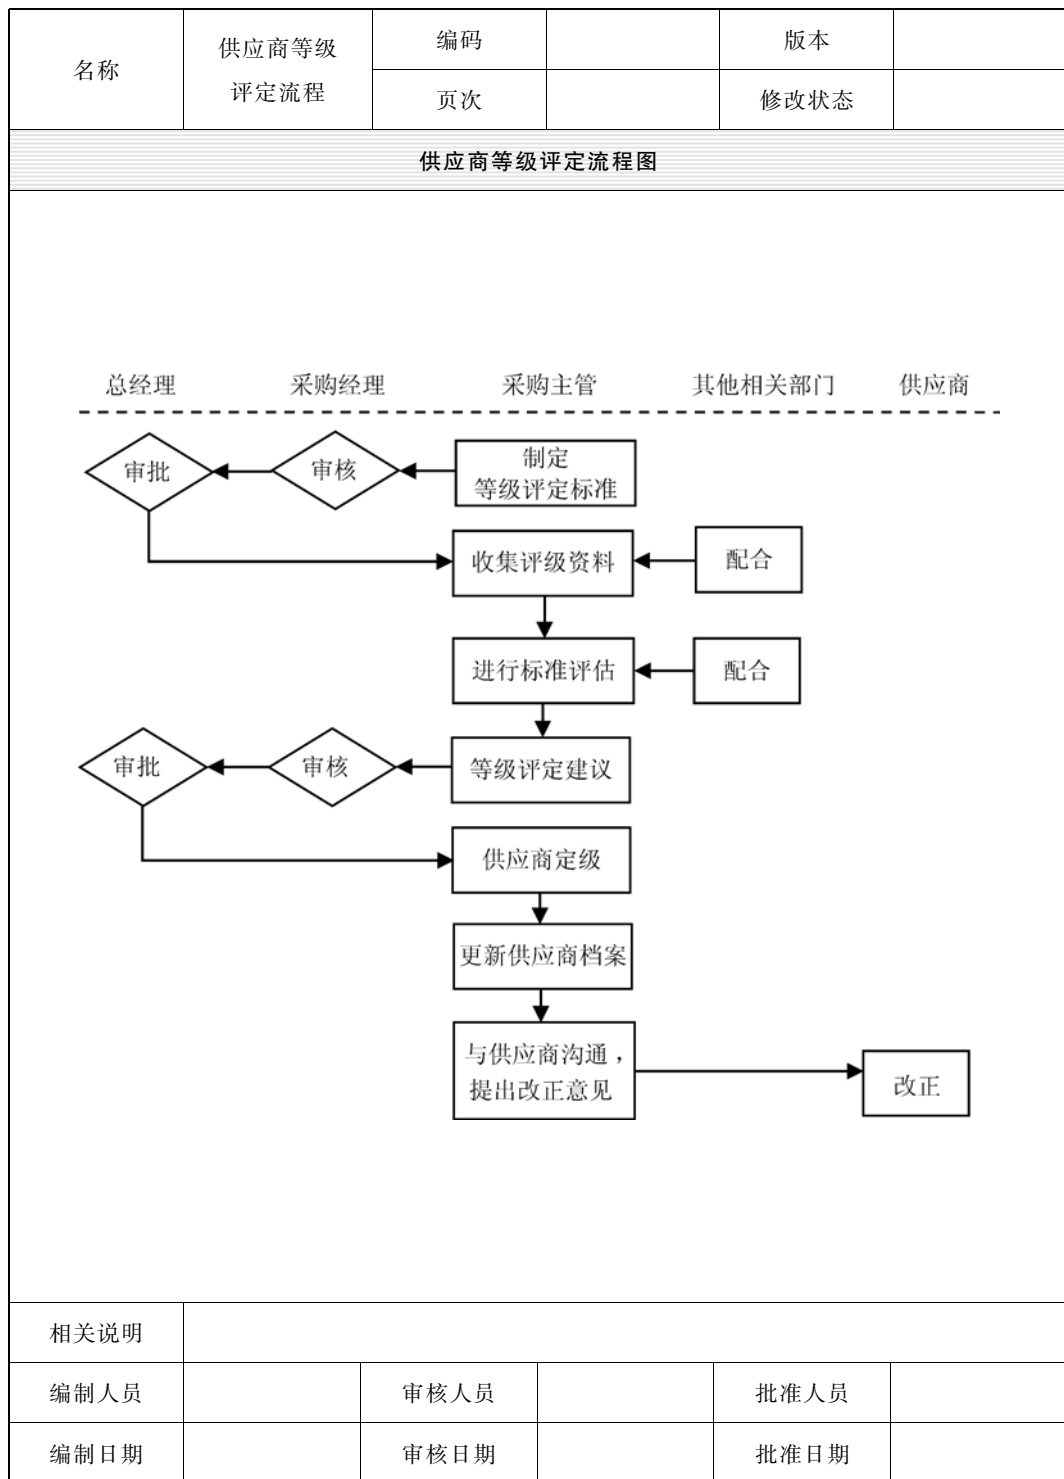 名称
供应商等级
评定流程
编码
版本
页次
修改状态
供应商等级评定流程图
总经理
采购经理
采购主管
其他相关部门
供应商
审批
审核
制定
等级评定标准
收集评级资料
配合
进行标准评估
配合
审批
审核
等级评定建议
供应商定级
更新供应商档案
与供应商沟通，
提出改正意见
改正
相关说明
编制人员
审核人员
批准人员
编制日期
审核日期
批准日期